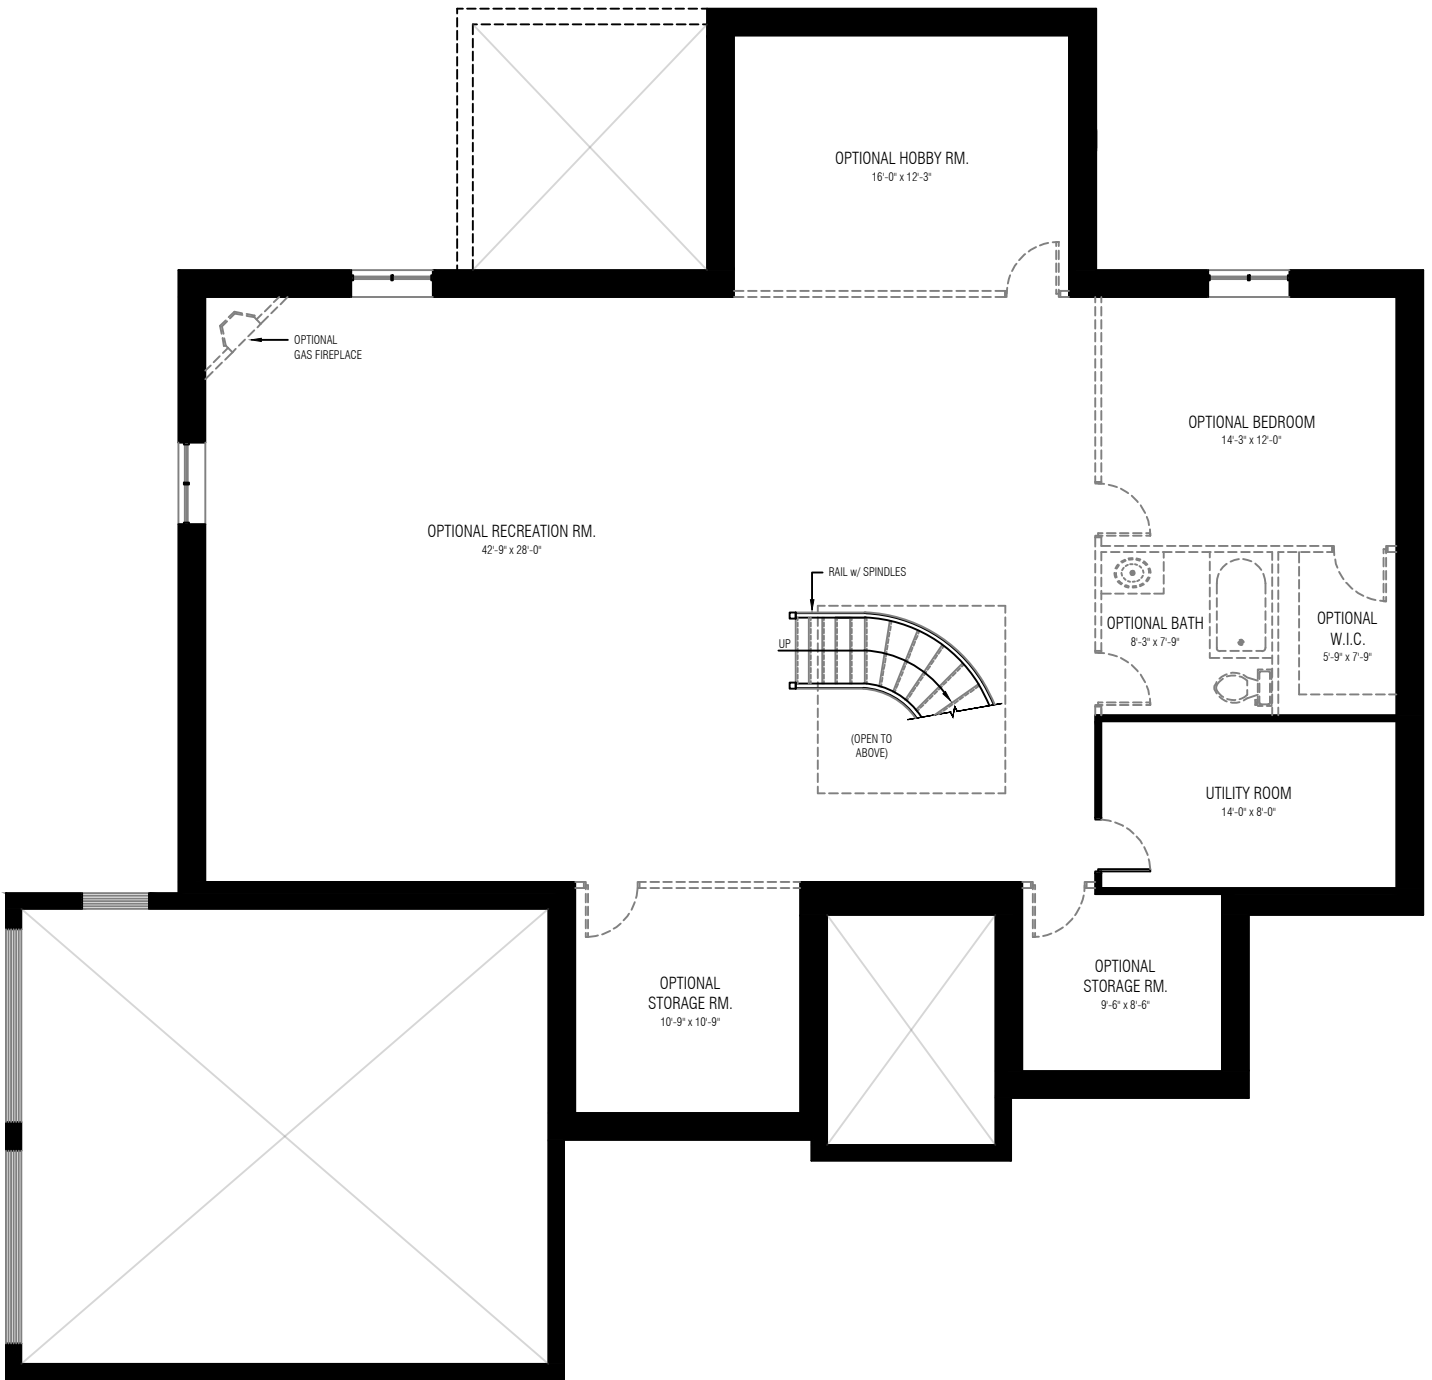 OPTIONAL HOBBY RM.
16'-0" x 12'-3"
OPTIONAL
GAS FIREPLACE
OPTIONAL BEDROOM
14'-3" x 12'-0"
OPTIONAL RECREATION RM.
42'-9" x 28'-0"
RAIL w/ SPINDLES
UP
(OPEN TO
ABOVE)
OPTIONAL BATH
8'-3" x 7'-9"
OPTIONAL
W.I.C.
5'-9" x 7'-9"
UTILITY ROOM
14'-0" x 8'-0"
OPTIONAL
STORAGE RM.
10'-9" x 10'-9"
OPTIONAL
STORAGE RM.
9'-6" x 8'-6"